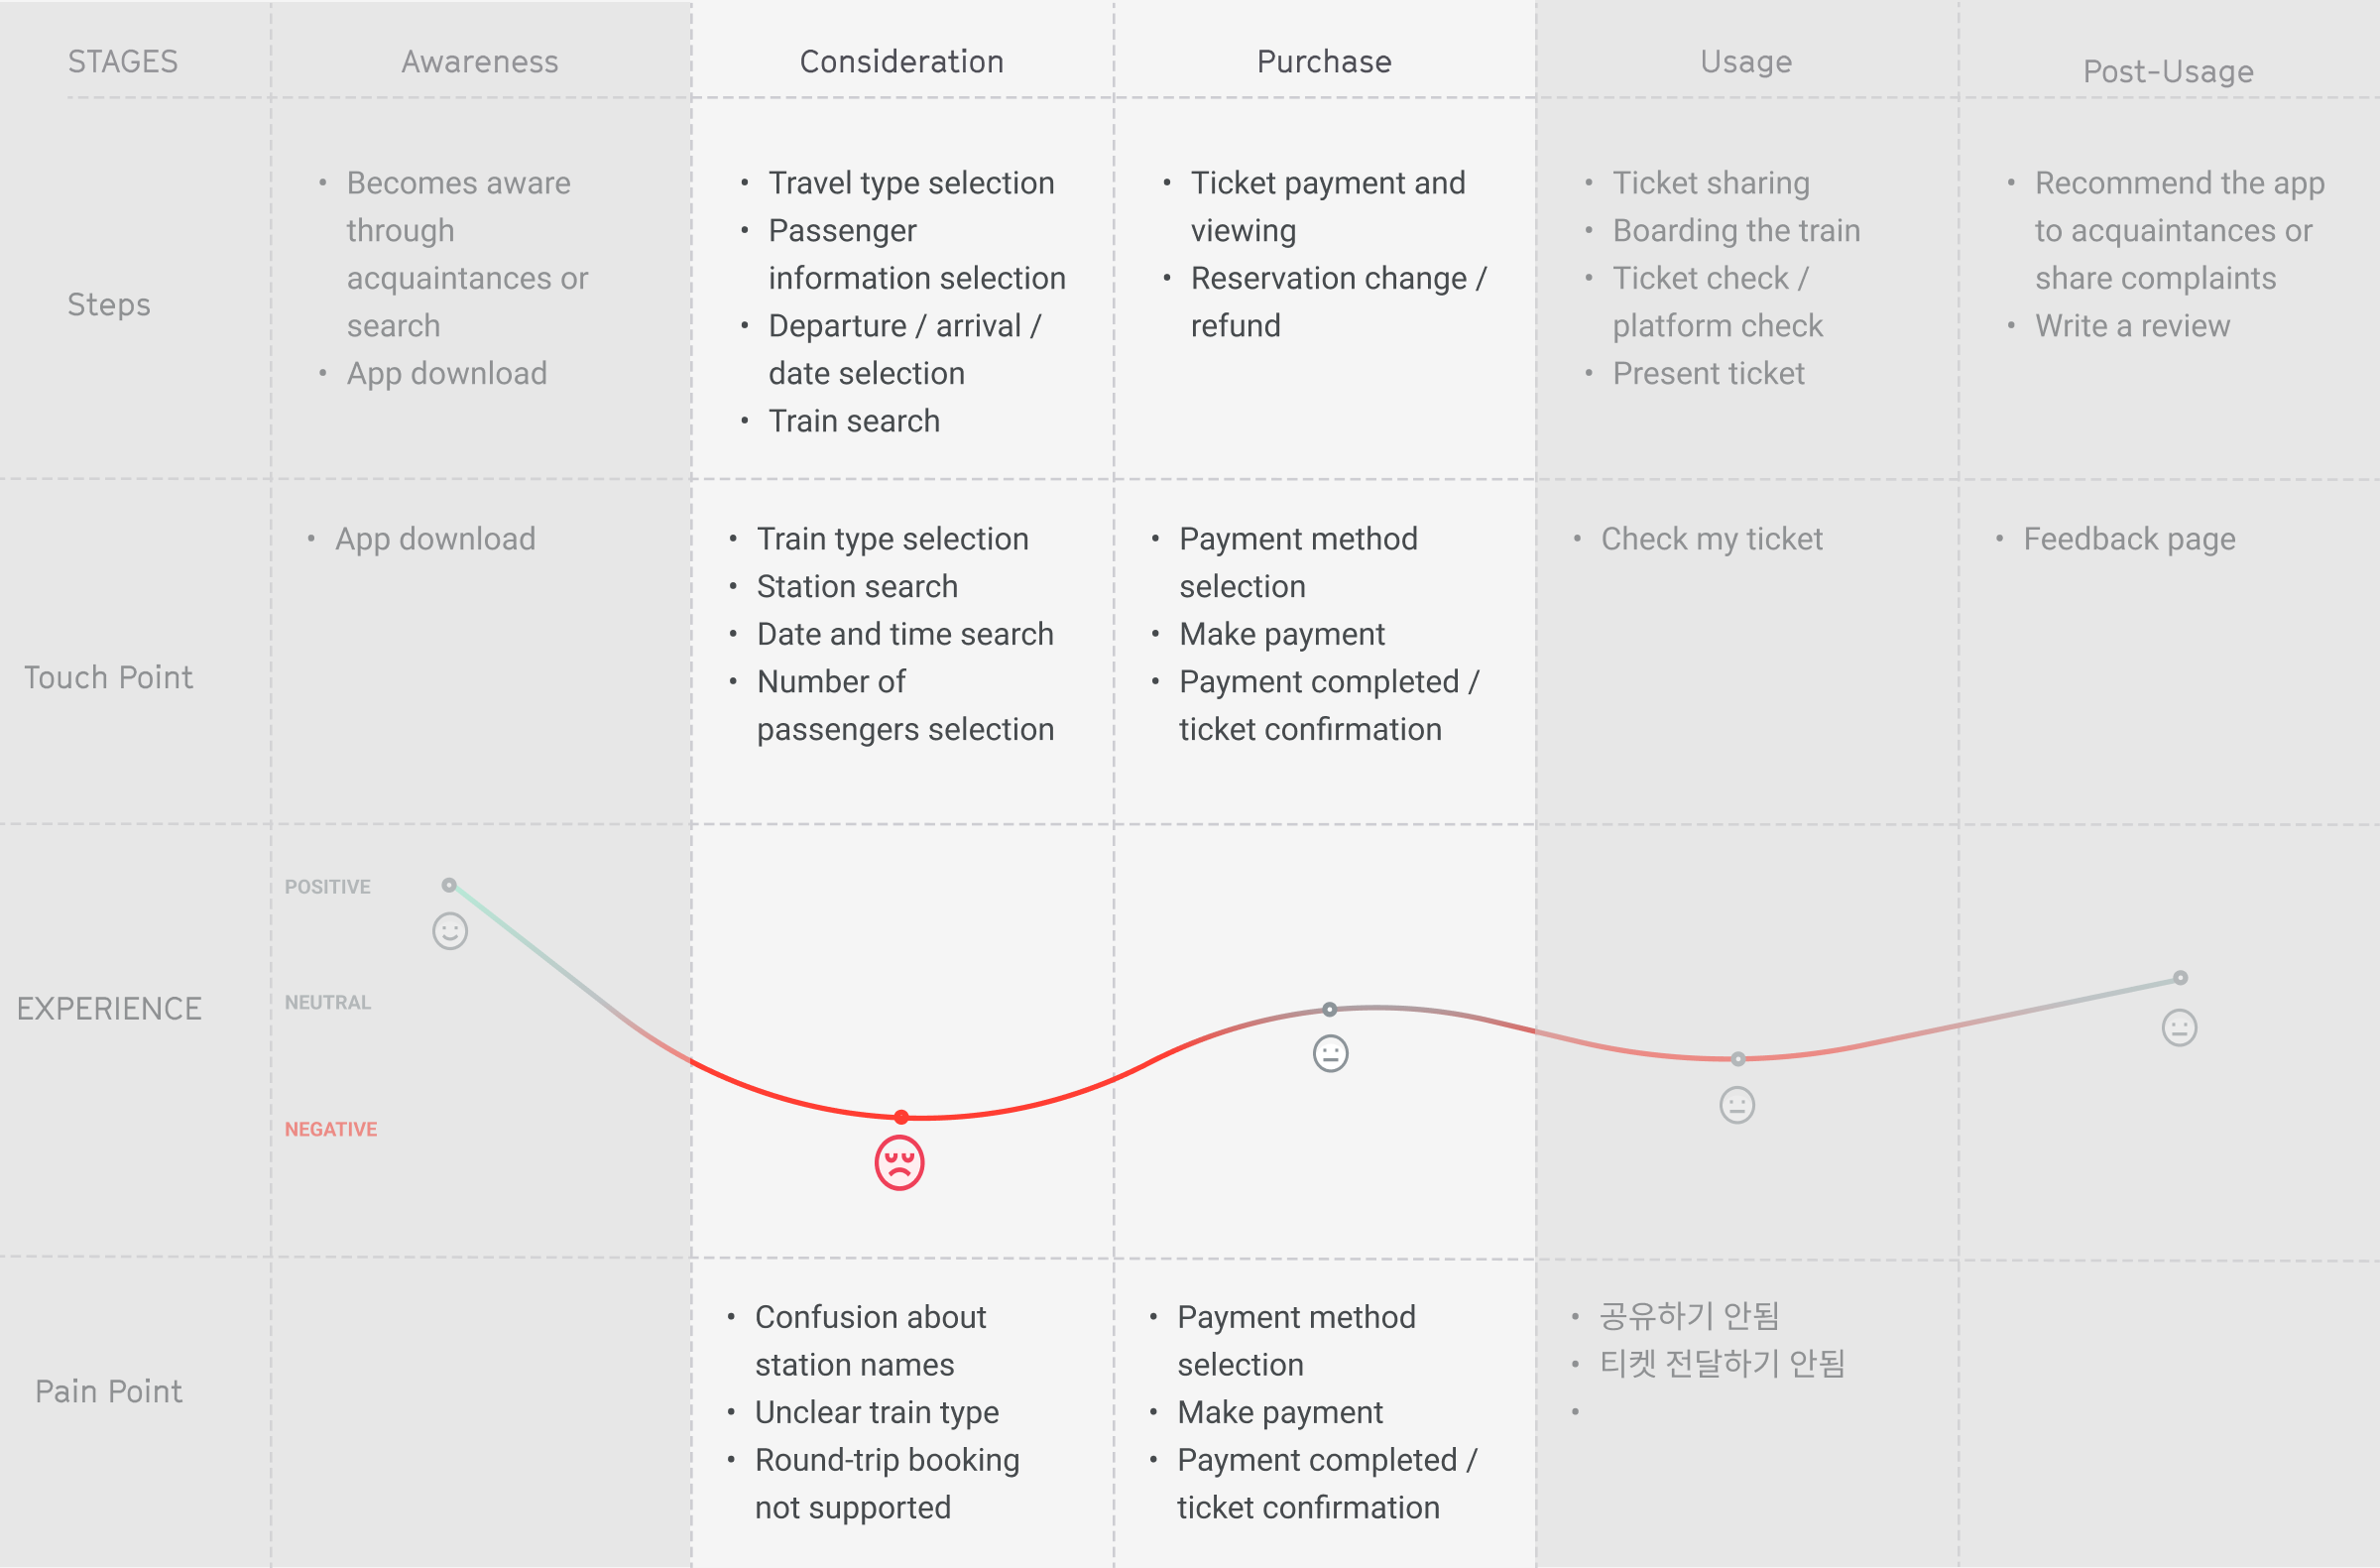 STAGES
Awareness
Consideration
Purchase
Usage
Post-Usage
Steps
• Becomes aware
through
acquaintances or
search
• App download
• Travel type selection
• Passenger
information selection
• Departure / arrival /
date selection
• Train search
• Ticket payment and
viewing
• Reservation change /
refund
• Ticket sharing
• Boarding the train
• Ticket check /
platform check
• Present ticket
• Recommend the app
to acquaintances or
share complaints
• Write a review
Touch Point
• App download
• Train type selection
• Station search
• Date and time search
• Number of
passengers selection
• Payment method
selection
• Make payment
• Payment completed /
ticket confirmation
• Check my ticket
• Feedback page
EXPERIENCE
POSITIVE
NEUTRAL
NEGATIVE
Pain Point
• Confusion about
station names
• Unclear train type
• Round-trip booking
not supported
• Payment method
selection
• Make payment
• Payment completed /
ticket confirmation
• 공유하기 안됨
• 티켓 전달하기 안됨
•